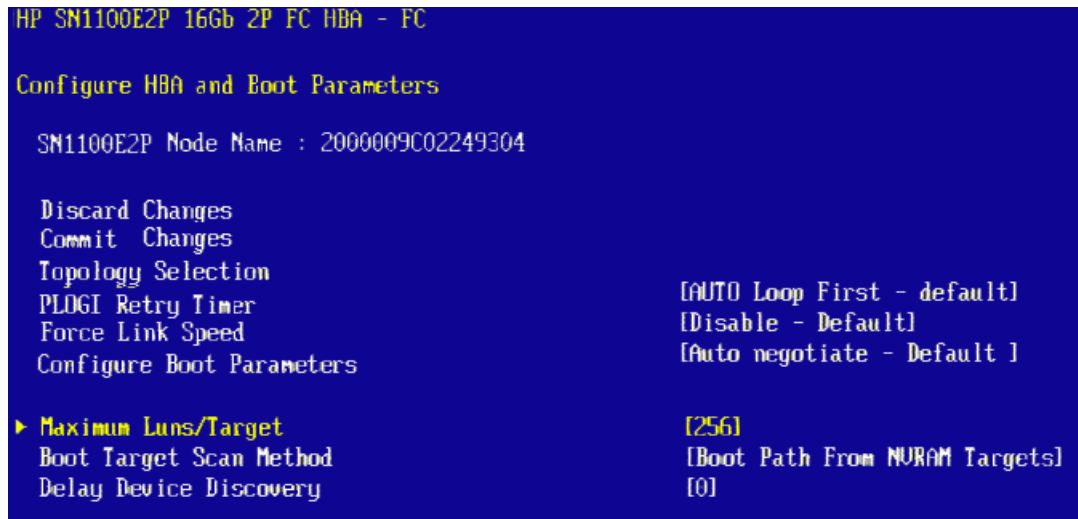 HP SN1100E2P 16Gb 2P FC HBA - FC
Configure HBA and Boot Parameters
SN1100E2P Node Name : 2000009C02249304
Discard Changes
Commit Changes
Topology Selection [AUTO Loop First - default]
PLOGI Retry Timer [Disable - Default]
Force Link Speed [Auto negotiate - Default ]
Configure Boot Parameters
► Maximum Luns/Target [256]
Boot Target Scan Method [Boot Path From NVRAM Targets]
Delay Device Discovery [0]